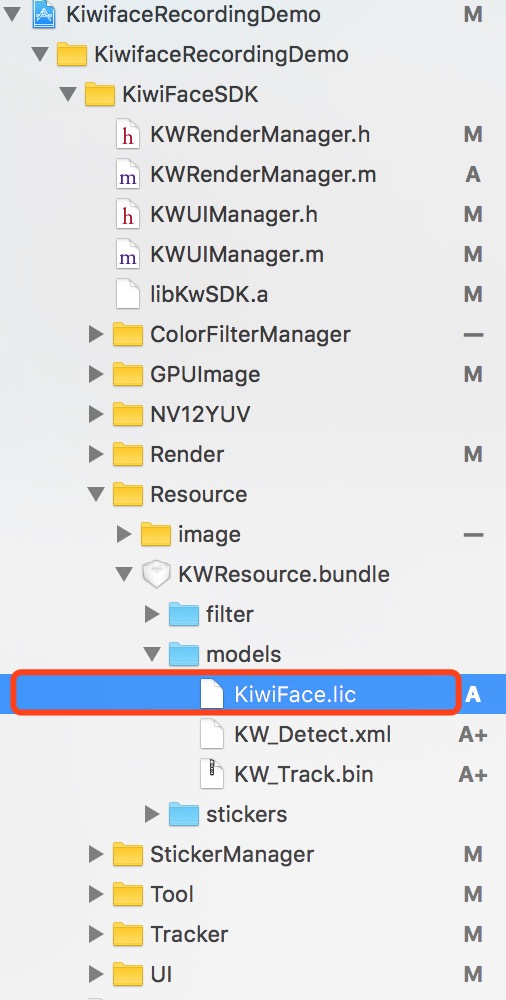 KiwifaceRecordingDemo M
KiwifaceRecordingDemo
KiwiFaceSDK
h KWRenderManager.h M
m KWRenderManager.m A
h KWUIManager.h M
m KWUIManager.m M
libKwSDK.a M
ColorFilterManager —
GPUImage M
NV12YUV
Render M
Resource
image —
KWResource.bundle
filter
models
KiwiFace.lic A
KW_Detect.xml A+
KW_Track.bin A+
stickers
StickerManager M
Tool M
Tracker M
UI M